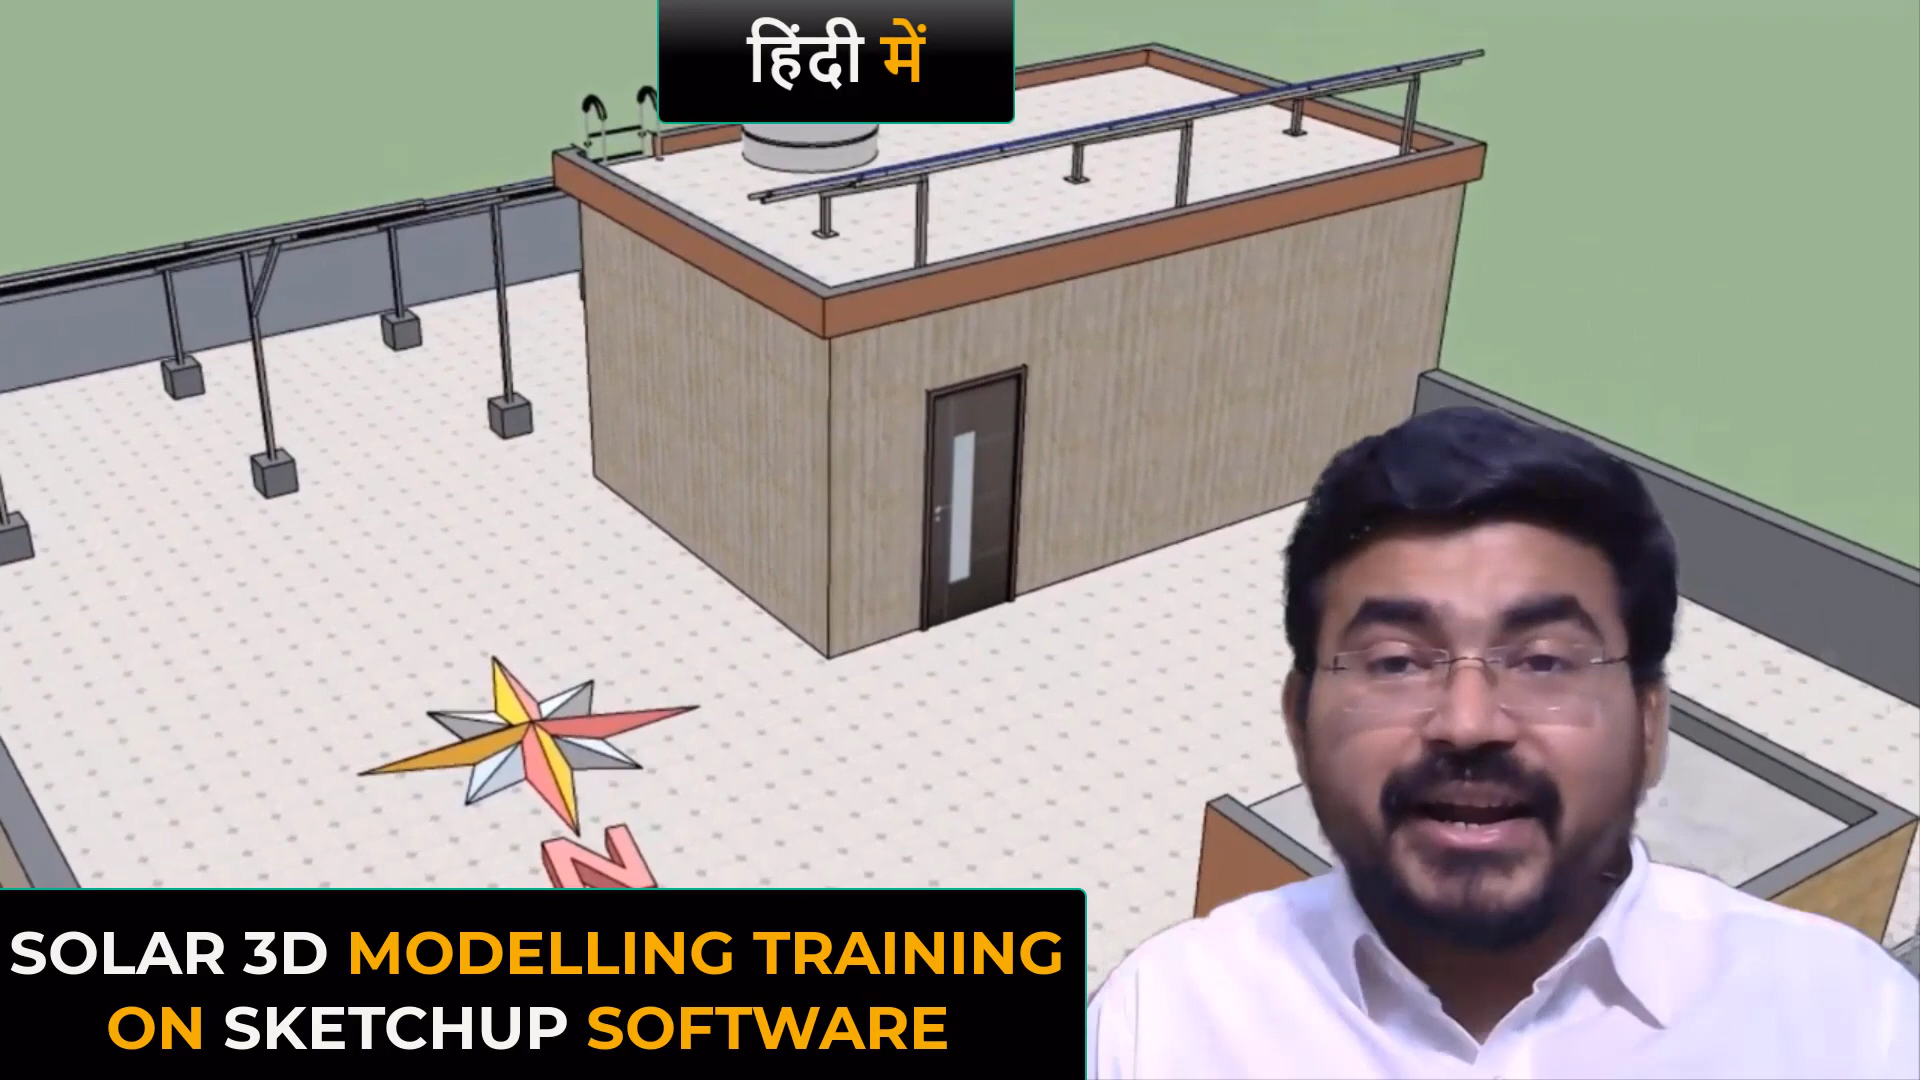 हिंदी में
N
SOLAR 3D MODELLING TRAINING
ON SKETCHUP SOFTWARE